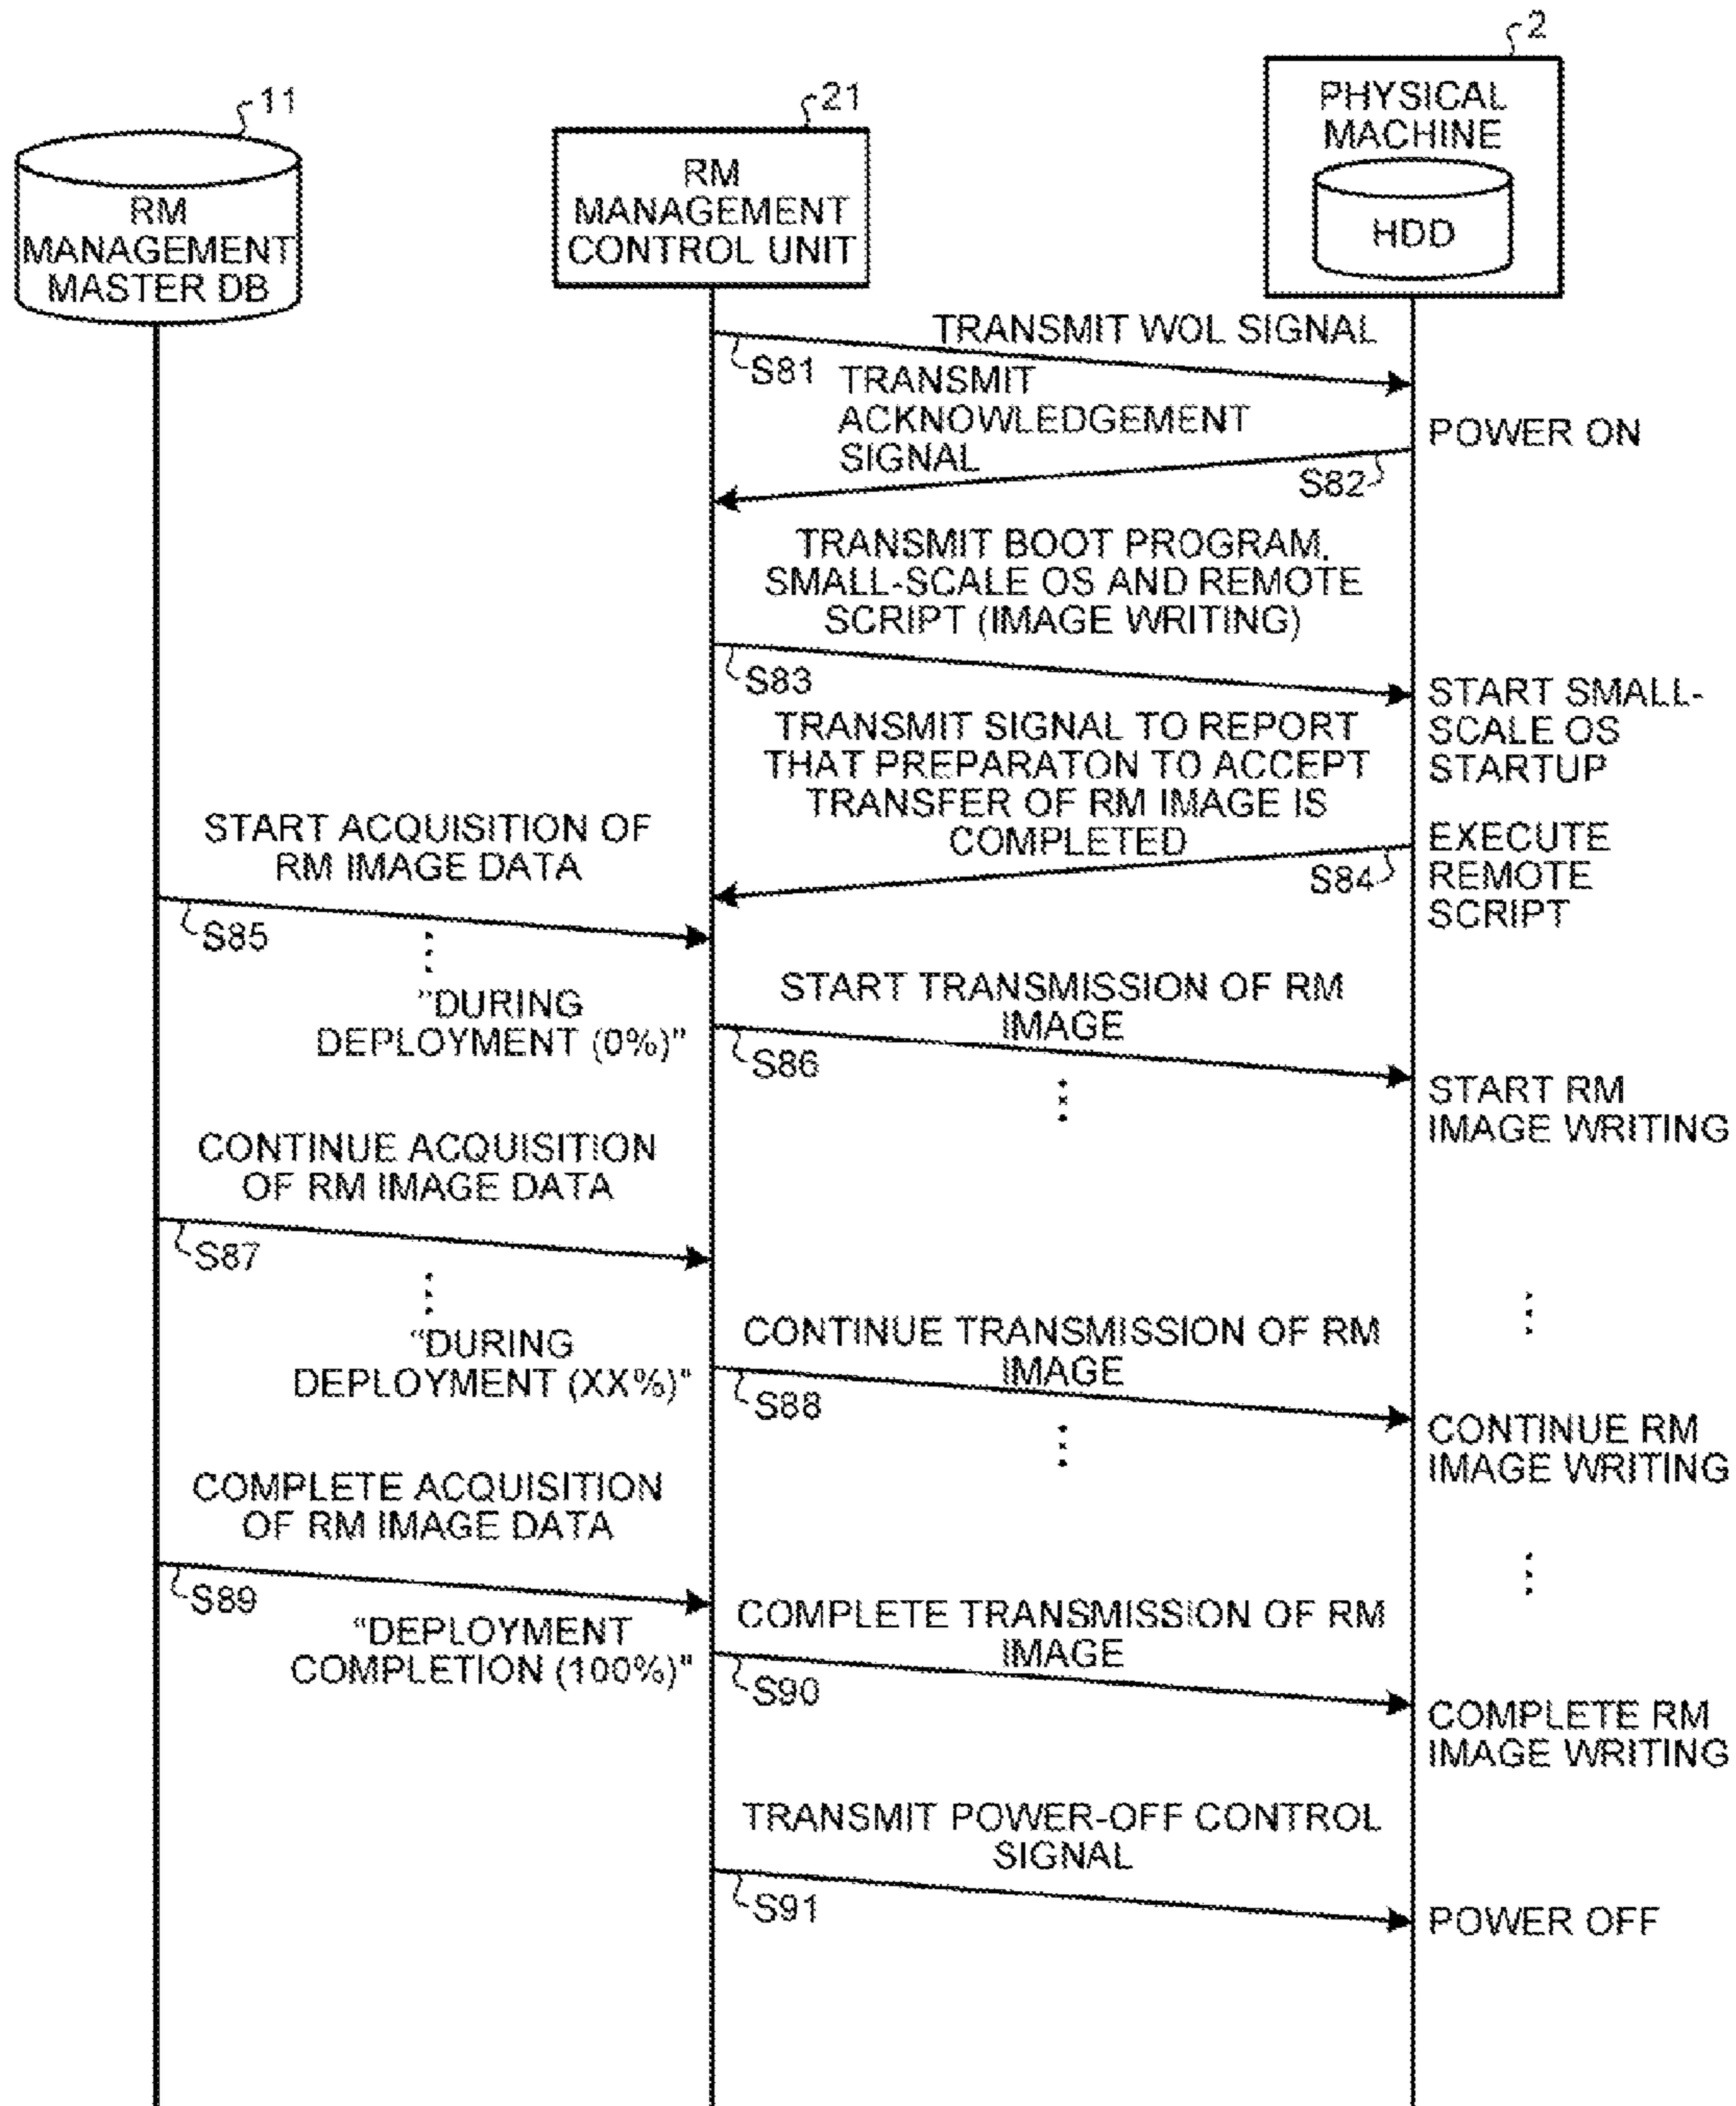 2
11
21
PHYSICAL
MACHINE
HDD
RM
MANAGEMENT
MASTER DB
RM
MANAGEMENT
CONTROL UNIT
TRANSMIT WOL SIGNAL
S81
TRANSMIT
ACKNOWLEDGEMENT
SIGNAL
POWER ON
S82
TRANSMIT BOOT PROGRAM,
SMALL-SCALE OS AND REMOTE
SCRIPT (IMAGE WRITING)
S83
START SMALL-
SCALE OS
STARTUP
TRANSMIT SIGNAL TO REPORT
THAT PREPARATON TO ACCEPT
TRANSFER OF RM IMAGE IS
COMPLETED
S84
EXECUTE
REMOTE
SCRIPT
START ACQUISITION OF
RM IMAGE DATA
S85
"DURING
DEPLOYMENT (0%)"
START TRANSMISSION OF RM
IMAGE
S86
START RM
IMAGE WRITING
CONTINUE ACQUISITION
OF RM IMAGE DATA
S87
"DURING
DEPLOYMENT (XX%)"
CONTINUE TRANSMISSION OF RM
IMAGE
S88
CONTINUE RM
IMAGE WRITING
COMPLETE ACQUISITION
OF RM IMAGE DATA
S89
"DEPLOYMENT
COMPLETION (100%)"
COMPLETE TRANSMISSION OF RM
IMAGE
S90
COMPLETE RM
IMAGE WRITING
TRANSMIT POWER-OFF CONTROL
SIGNAL
S91
POWER OFF